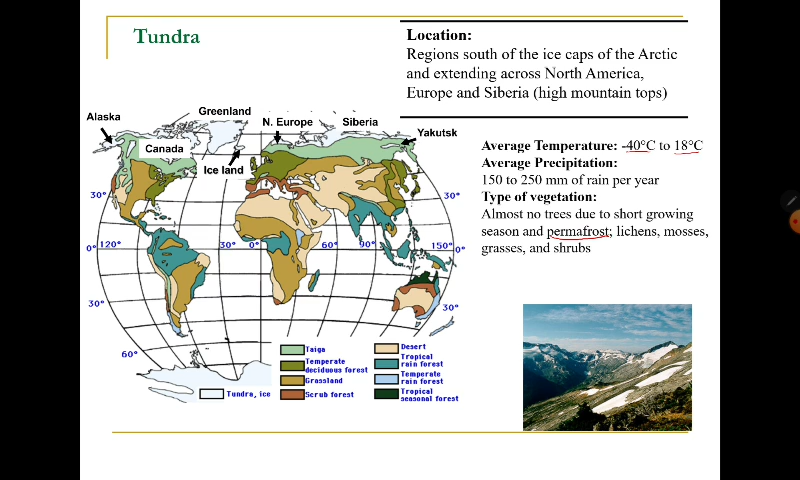 Tundra
Location:
Regions south of the ice caps of the Arctic
and extending across North America,
Europe and Siberia (high mountain tops)
Average Temperature: -40°C to 18°C
Average Precipitation:
150 to 250 mm of rain per year
Type of vegetation:
Almost no trees due to short growing
season and permafrost; lichens, mosses,
grasses, and shrubs
Alaska
Greenland
N. Europe
Siberia
Yakutsk
Canada
Ice land
30°
30°
0°
120°
30°
0°
60°
90°
150°
0°
30°
30°
60°
Taiga
Temperate
deciduous forest
Grassland
Scrub forest
Tundra, ice
Desert
Tropical
rain forest
Temperate
rain forest
Tropical
seasonal forest